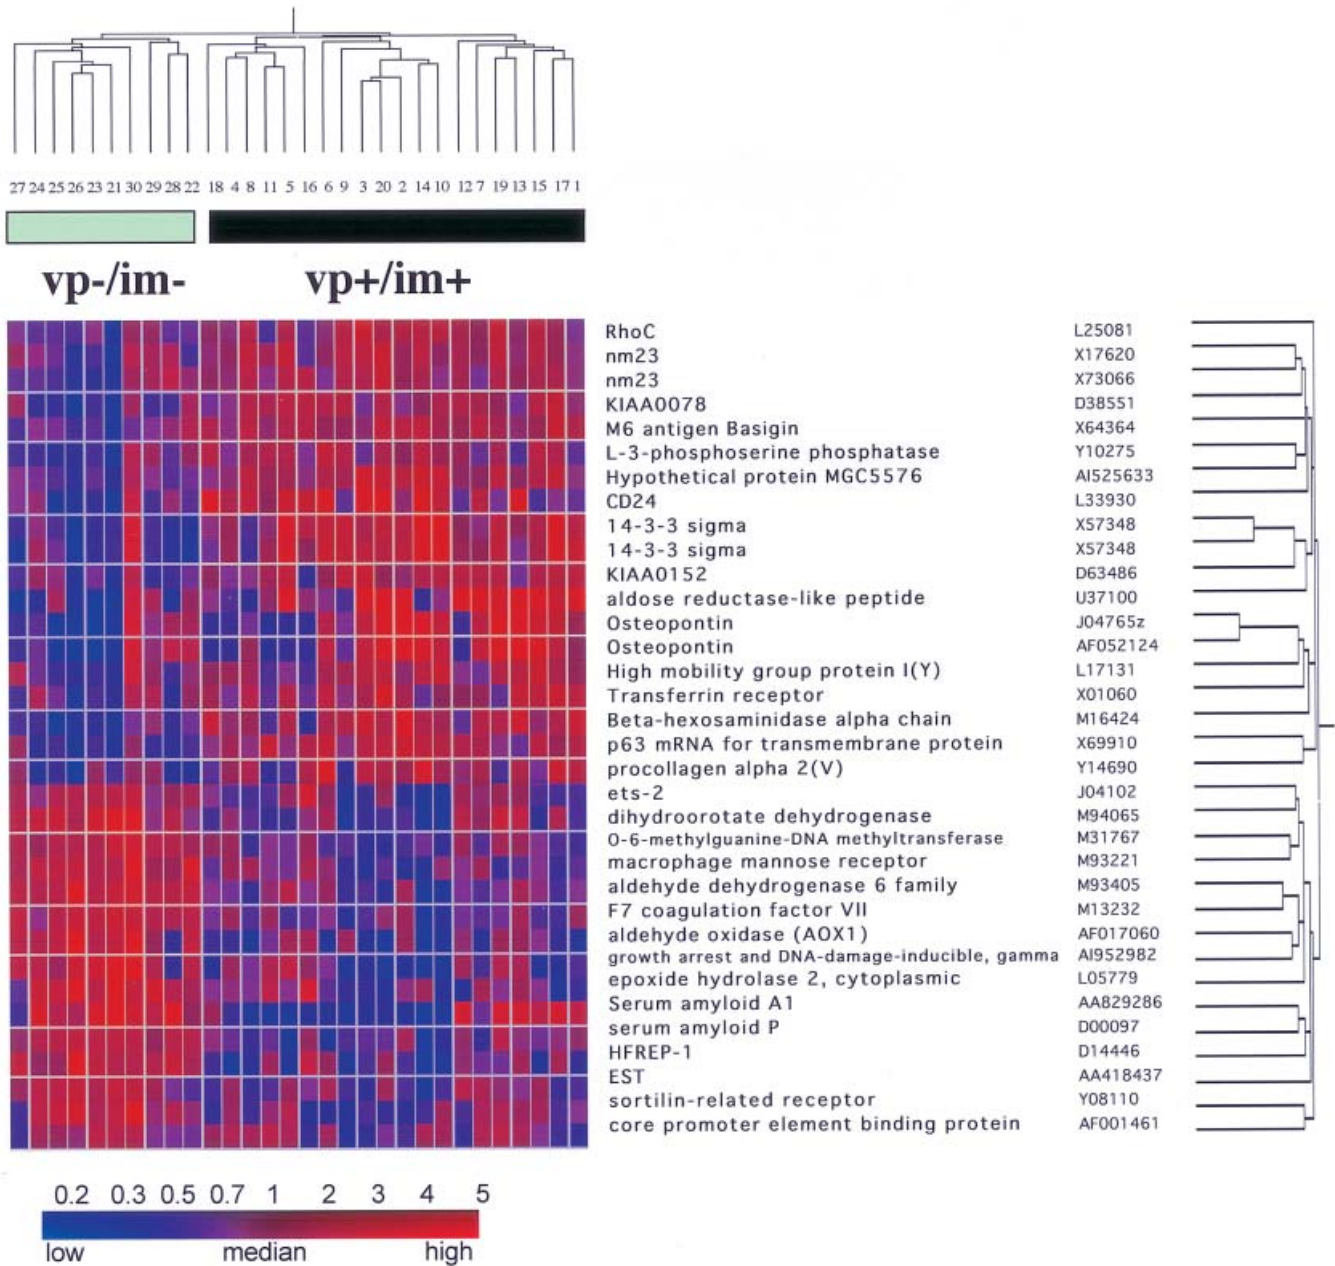 27 24 25 26 23 21 30 29 28 22 18 4 8 11 5 16 6 9 3 20 2 14 10 12 7 19 13 15 17 1
vp-/im- vp+/im+
RhoC L25081
nm23 X17620
nm23 X73066
KIAA0078 D38551
M6 antigen Basigin X64364
L-3-phosphoserine phosphatase Y10275
Hypothetical protein MGC5576 AI525633
CD24 L33930
14-3-3 sigma X57348
14-3-3 sigma X57348
KIAA0152 D63486
aldose reductase-like peptide U37100
Osteopontin J04765z
Osteopontin AF052124
High mobility group protein I(Y) L17131
Transferrin receptor X01060
Beta-hexosaminidase alpha chain M16424
p63 mRNA for transmembrane protein X69910
procollagen alpha 2(V) Y14690
ets-2 J04102
dihydroorotate dehydrogenase M94065
O-6-methylguanine-DNA methyltransferase M31767
macrophage mannose receptor M93221
aldehyde dehydrogenase 6 family M93405
F7 coagulation factor VII M13232
aldehyde oxidase (AOX1) AF017060
growth arrest and DNA-damage-inducible, gamma AI952982
epoxide hydrolase 2, cytoplasmic L05779
Serum amyloid A1 AA829286
serum amyloid P D00097
HFREP-1 D14446
EST AA418437
sortilin-related receptor Y08110
core promoter element binding protein AF001461
0.2 0.3 0.5 0.7 1 2 3 4 5
low median high